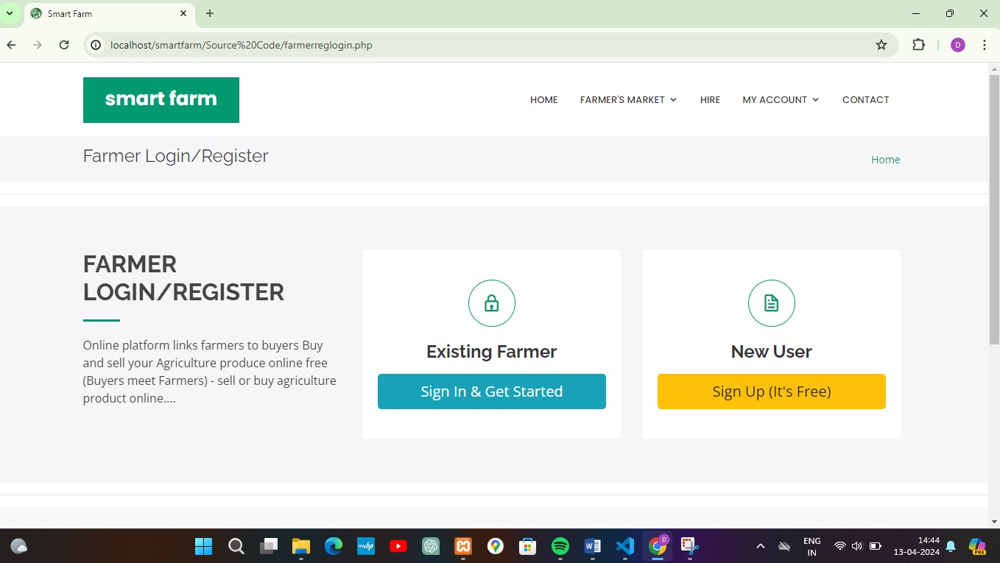 Smart Farm
localhost/smartfarm/Source%20Code/farmerreglogin.php
D
smart farm
HOME FARMER'S MARKET HIRE MY ACCOUNT CONTACT
Farmer Login/Register
Home
FARMER
LOGIN/REGISTER
Online platform links farmers to buyers Buy
and sell your Agriculture produce online free
(Buyers meet Farmers) - sell or buy agriculture
product online....
Existing Farmer
Sign In & Get Started
New User
Sign Up (It's Free)
myhp
W
D
ENG
IN
14:44
13-04-2024
PRE